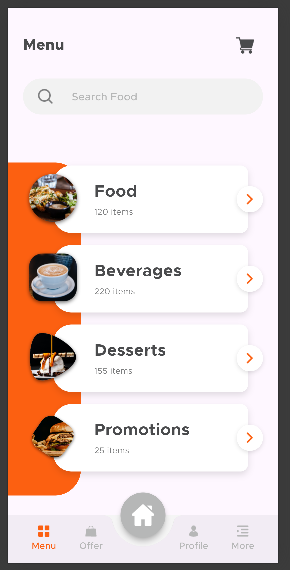 Menu
Search Food
Food
120 items
Beverages
220 items
Desserts
155 items
Promotions
25 items
Menu
Offer
Profile
More